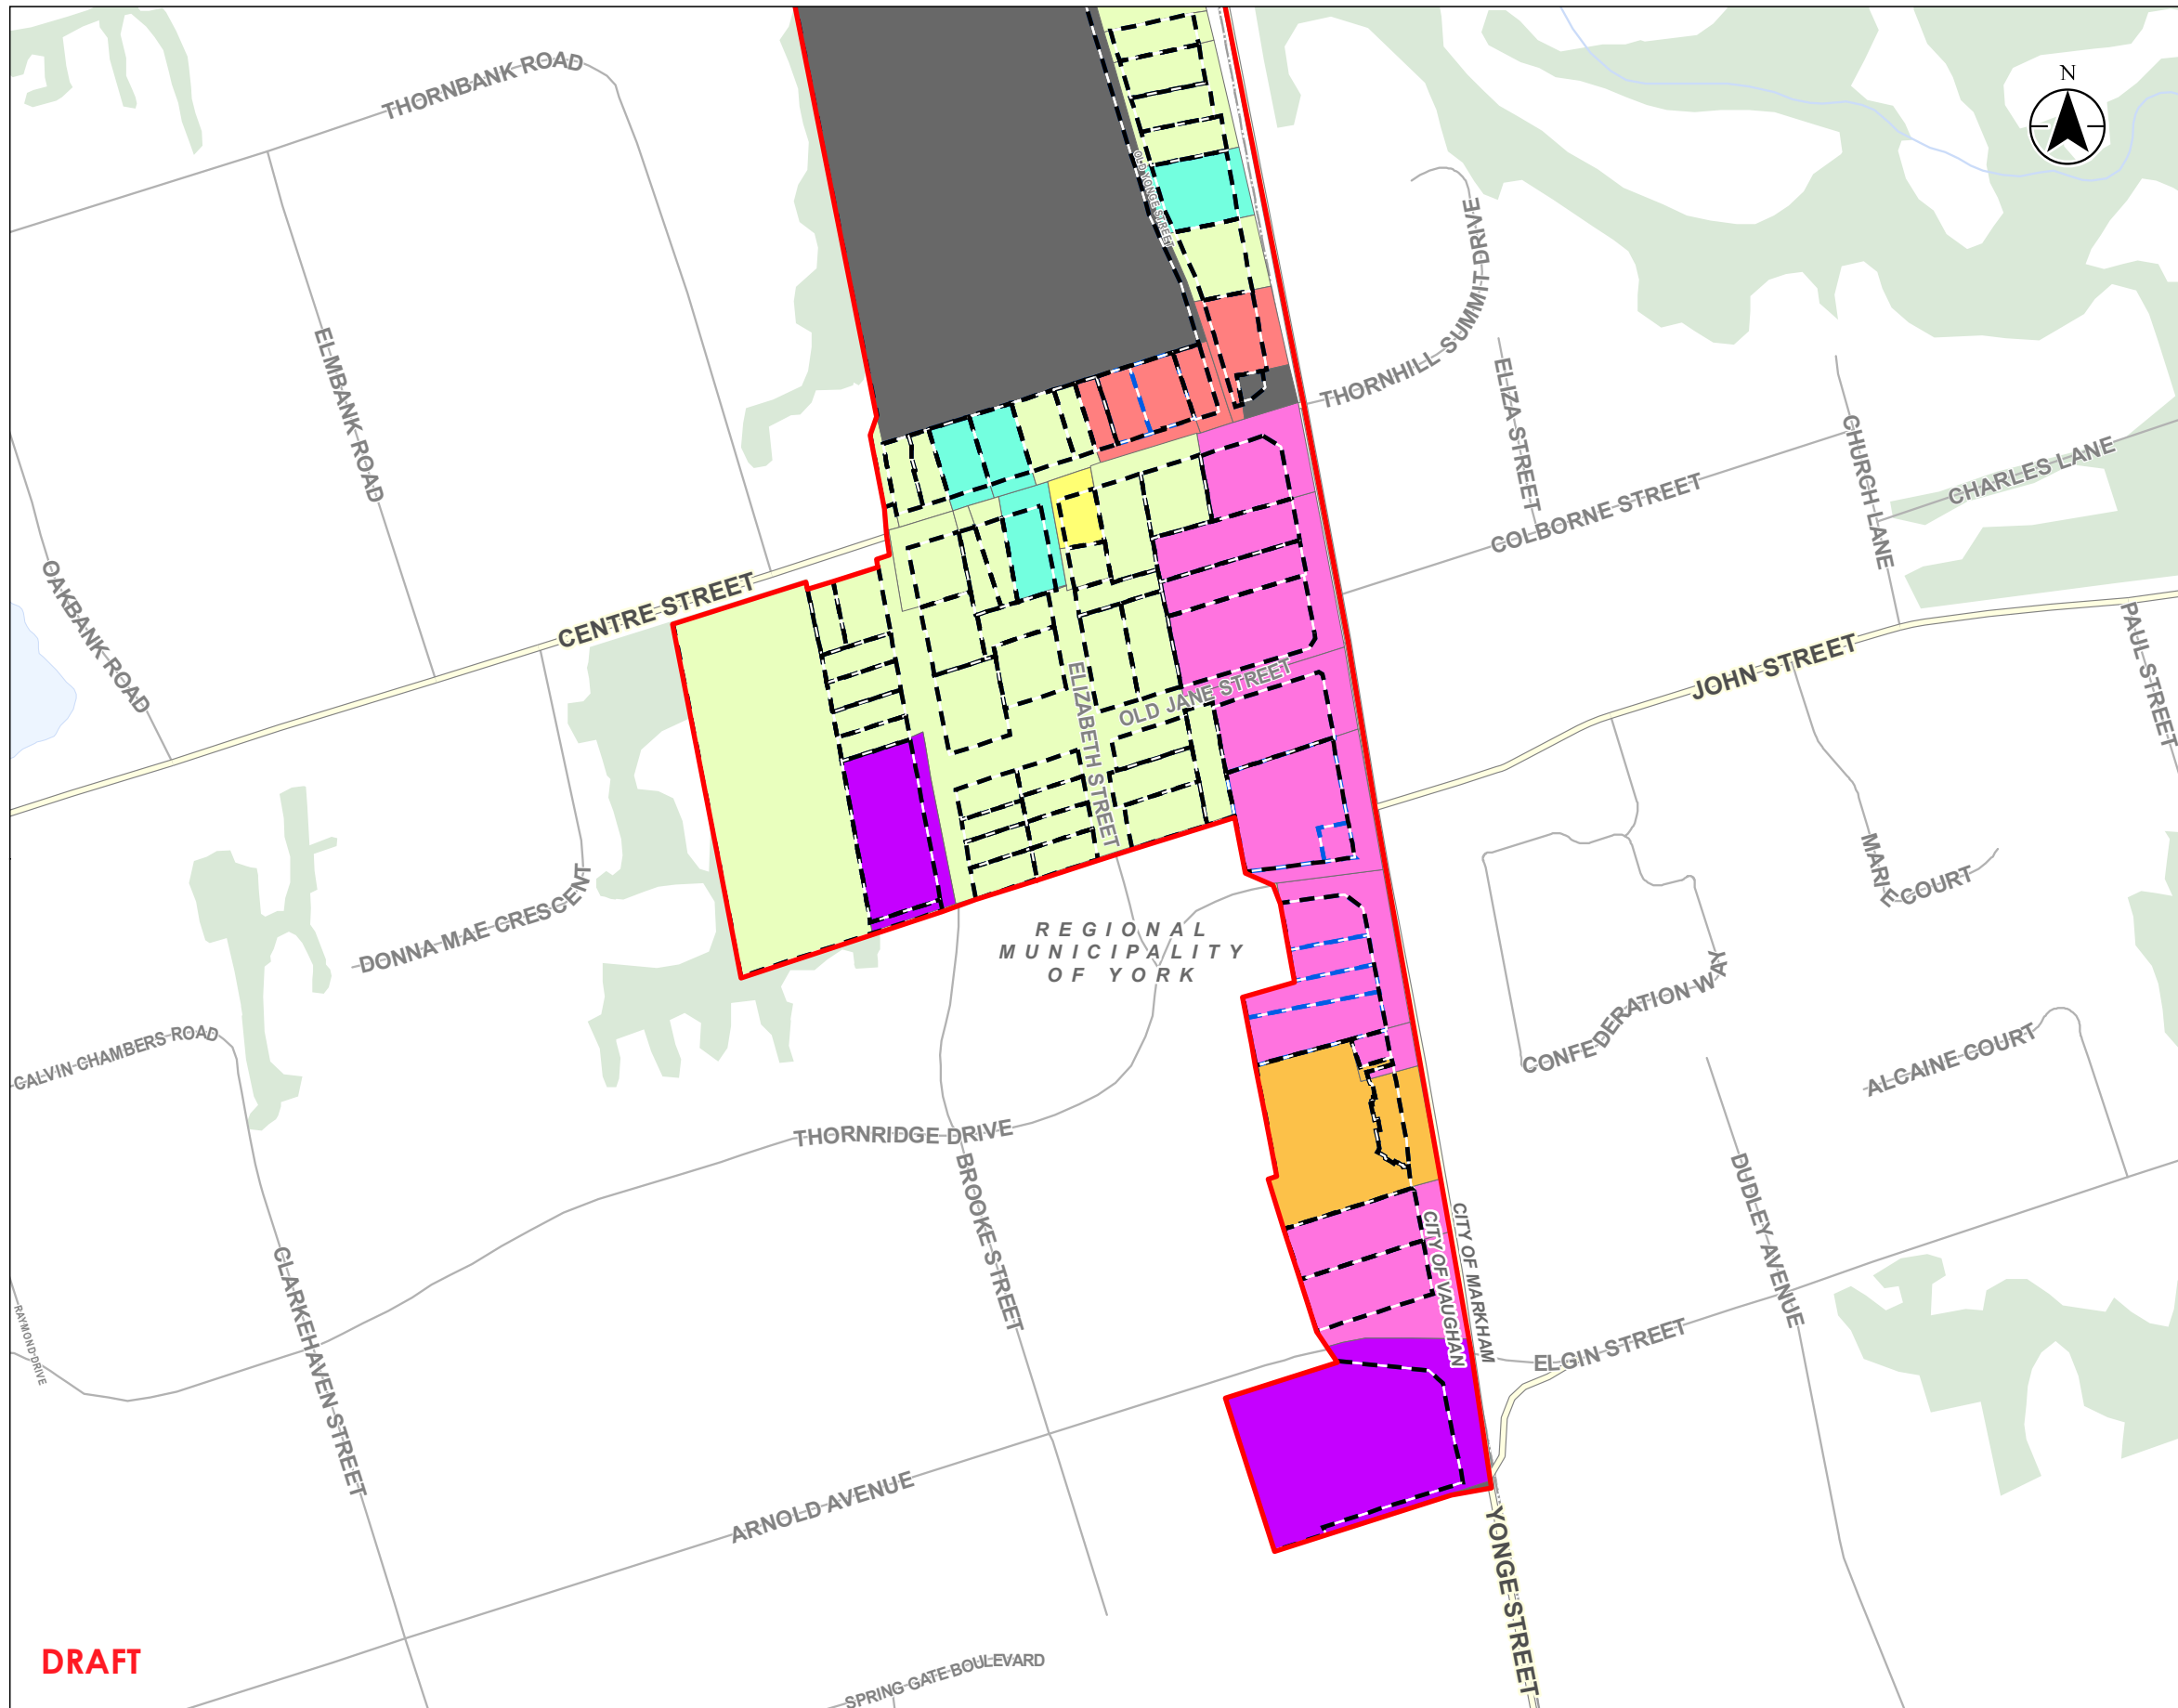 THORNBANK ROAD
N
OLD YONGE STREET
THORNHILL SUMMIT DRIVE
ELMBANK ROAD
ELIZA STREET
CHURCH LANE
CHARLES LANE
COLBORNE STREET
OAKBANK ROAD
CENTRE STREET
JOHN STREET
PAUL STREET
ELIZABETH STREET
OLD JANE STREET
MARIE COURT
DONNA MAE CRESCENT
REGIONAL
MUNICIPALITY
OF YORK
CONFEDERATION WAY
CALVIN CHAMBERS ROAD
ALCAINE COURT
THORNRIDGE DRIVE
BROOKE STREET
DUDLEY AVENUE
CITY OF MARKHAM
CITY OF VAUGHAN
CLARKEHAVEN STREET
RAYMOND DRIVE
ELGIN STREET
ARNOLD AVENUE
YONGE STREET
DRAFT
SPRING GATE BOULEVARD